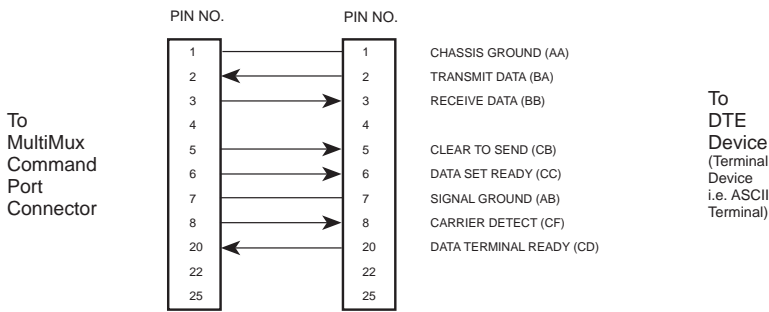 PIN NO. PIN NO.
1 1 CHASSIS GROUND (AA)
2 2 TRANSMIT DATA (BA)
3 3 RECEIVE DATA (BB)
4 4
5 5 CLEAR TO SEND (CB)
6 6 DATA SET READY (CC)
7 7 SIGNAL GROUND (AB)
8 8 CARRIER DETECT (CF)
20 20 DATA TERMINAL READY (CD)
22 22
25 25
To
MultiMux
Command
Port
Connector
To
DTE
Device
(Terminal
Device
i.e. ASCII
Terminal)